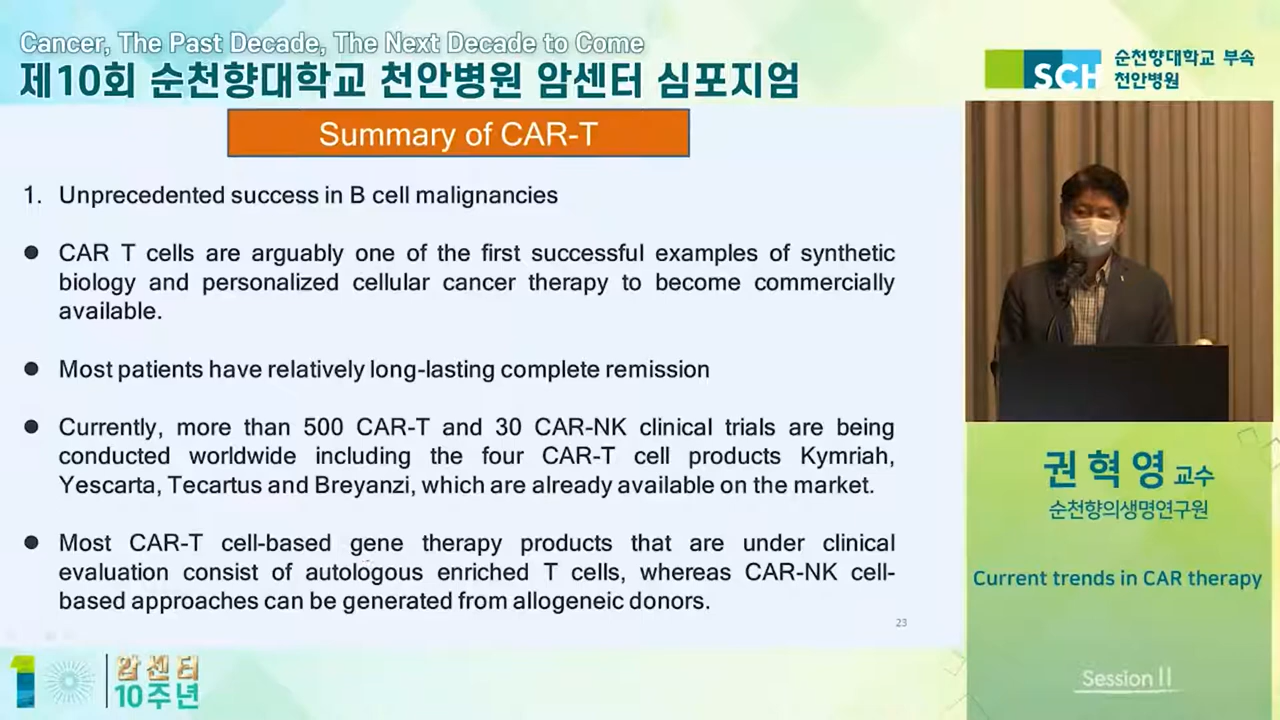 Cancer, The Past Decade, The Next Decade to Come
제10회 순천향대학교 천안병원 암센터 심포지엄
SCH
순천향대학교 부속
천안병원
Summary of CAR-T
1. Unprecedented success in B cell malignancies
● CAR T cells are arguably one of the first successful examples of synthetic
biology and personalized cellular cancer therapy to become commercially
available.
● Most patients have relatively long-lasting complete remission
● Currently, more than 500 CAR-T and 30 CAR-NK clinical trials are being
conducted worldwide including the four CAR-T cell products Kymriah,
Yescarta, Tecartus and Breyanzi, which are already available on the market.
● Most CAR-T cell-based gene therapy products that are under clinical
evaluation consist of autologous enriched T cells, whereas CAR-NK cell-
based approaches can be generated from allogeneic donors.
23
권혁영 교수
순천향의생명연구원
Current trends in CAR therapy
Session II
10
암센터
10주년